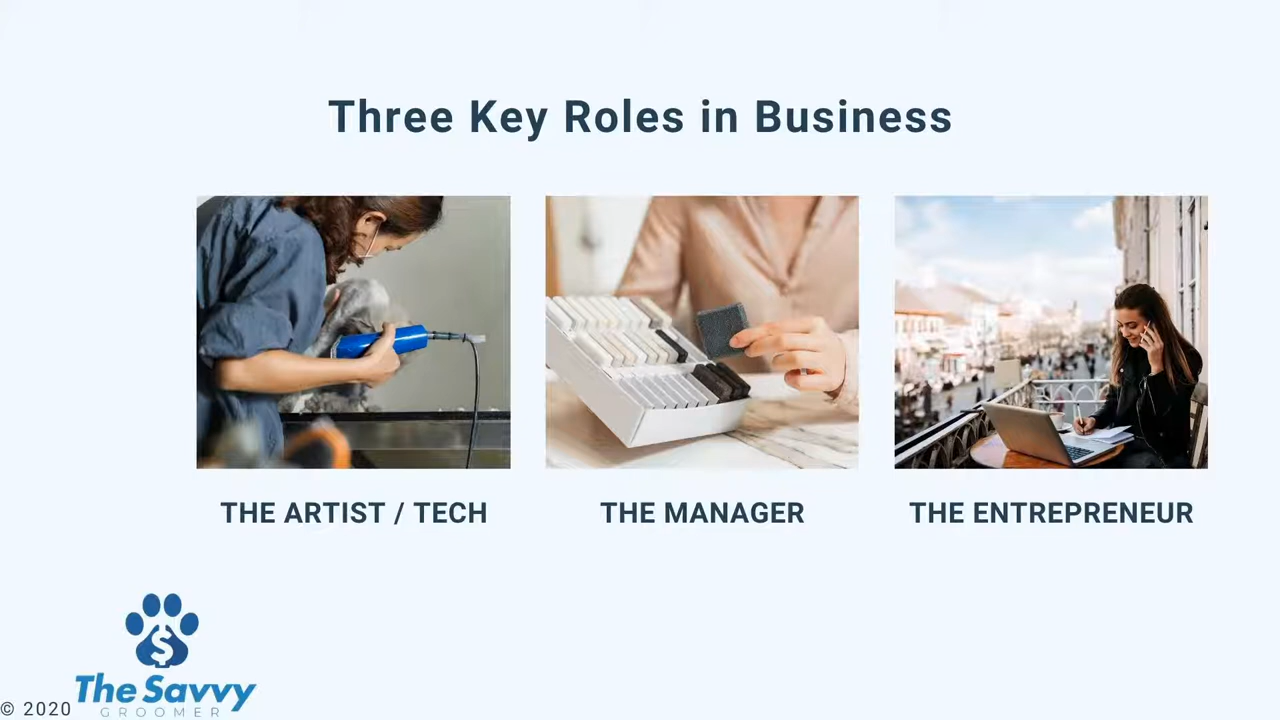 Three Key Roles in Business
THE ARTIST / TECH
THE MANAGER
THE ENTREPRENEUR
$
The Savvy
GROOMER
© 2020